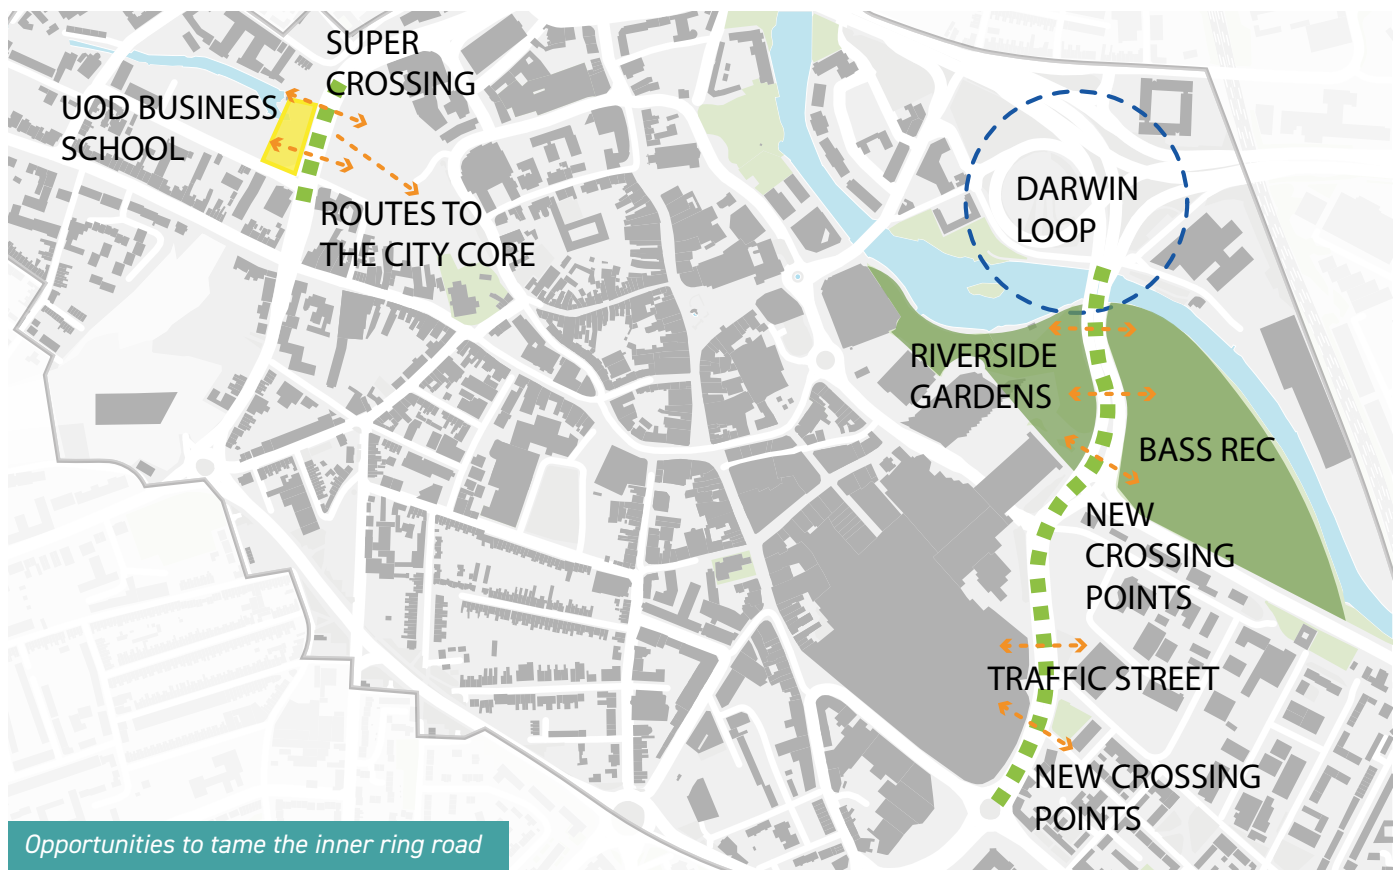 SUPER
CROSSING
UOD BUSINESS
SCHOOL
ROUTES TO
THE CITY CORE
DARWIN
LOOP
RIVERSIDE
GARDENS
BASS REC
NEW
CROSSING
POINTS
TRAFFIC STREET
NEW CROSSING
POINTS
Opportunities to tame the inner ring road